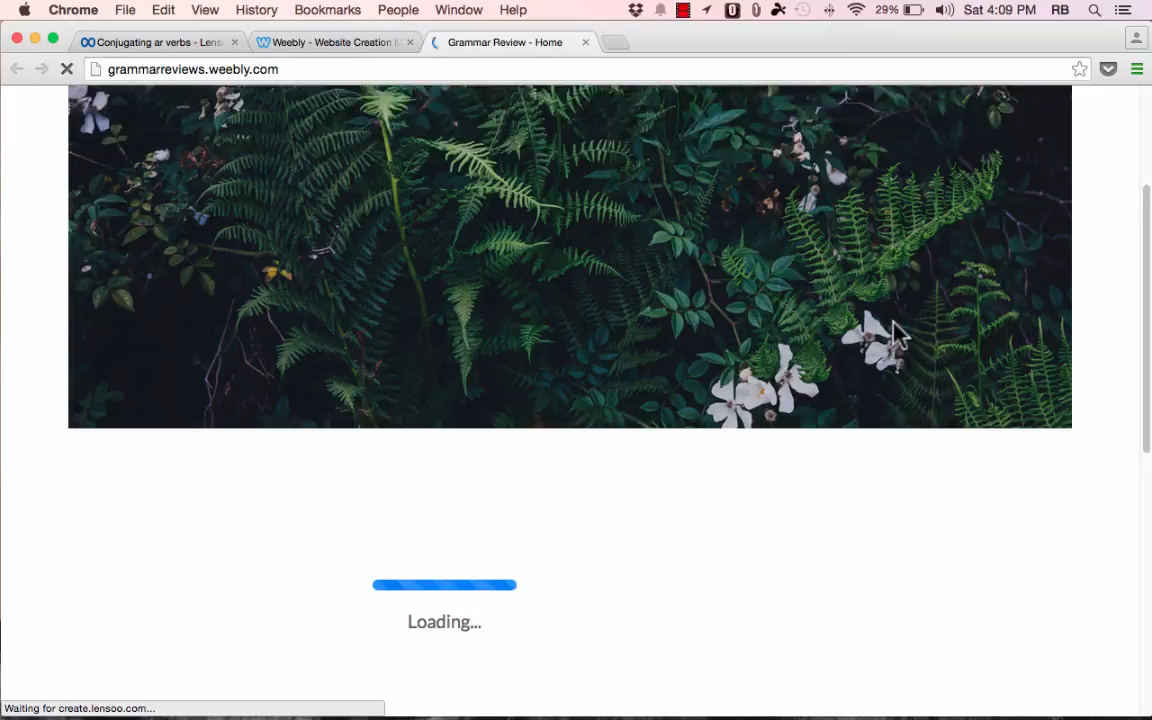 Chrome File Edit View History Bookmarks People Window Help 29% Sat 4:09 PM RB
Conjugating ar verbs - Lens
Weebly - Website Creation
Grammar Review - Home
grammarreviews.weebly.com
Loading...
Waiting for create.lensoo.com...